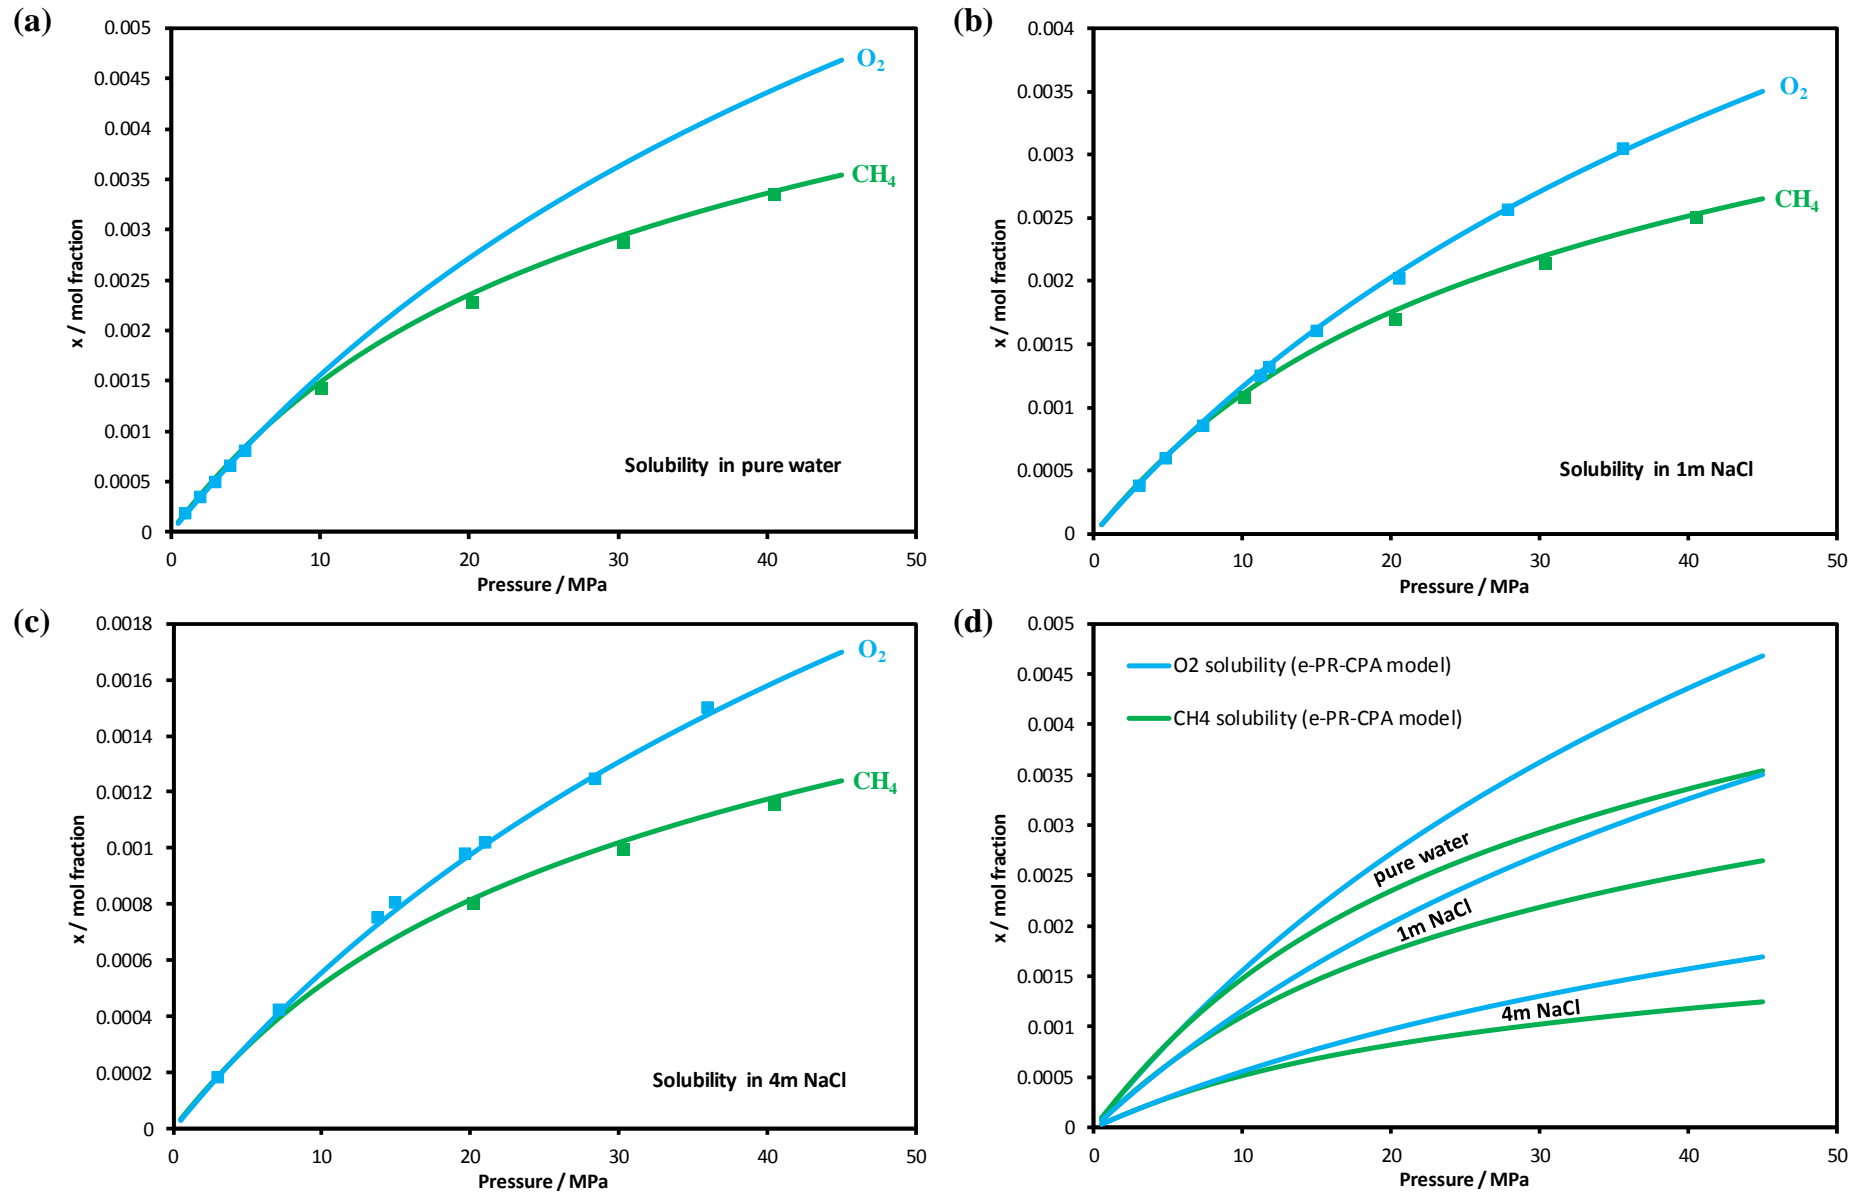 (a)
0.005
0.0045
0.004
0.0035
0.003
0.0025
0.002
0.0015
0.001
0.0005
0
x / mol fraction
O2
CH4
Solubility in pure water
0 10 20 30 40 50
Pressure / MPa
(b)
0.004
0.0035
0.003
0.0025
0.002
0.0015
0.001
0.0005
0
x / mol fraction
O2
CH4
Solubility in 1m NaCl
0 10 20 30 40 50
Pressure / MPa
(c)
0.0018
0.0016
0.0014
0.0012
0.001
0.0008
0.0006
0.0004
0.0002
0
x / mol fraction
O2
CH4
Solubility in 4m NaCl
0 10 20 30 40 50
Pressure / MPa
(d)
0.005
0.0045
0.004
0.0035
0.003
0.0025
0.002
0.0015
0.001
0.0005
0
x / mol fraction
O2 solubility (e-PR-CPA model)
CH4 solubility (e-PR-CPA model)
pure water
1m NaCl
4m NaCl
0 10 20 30 40 50
Pressure / MPa